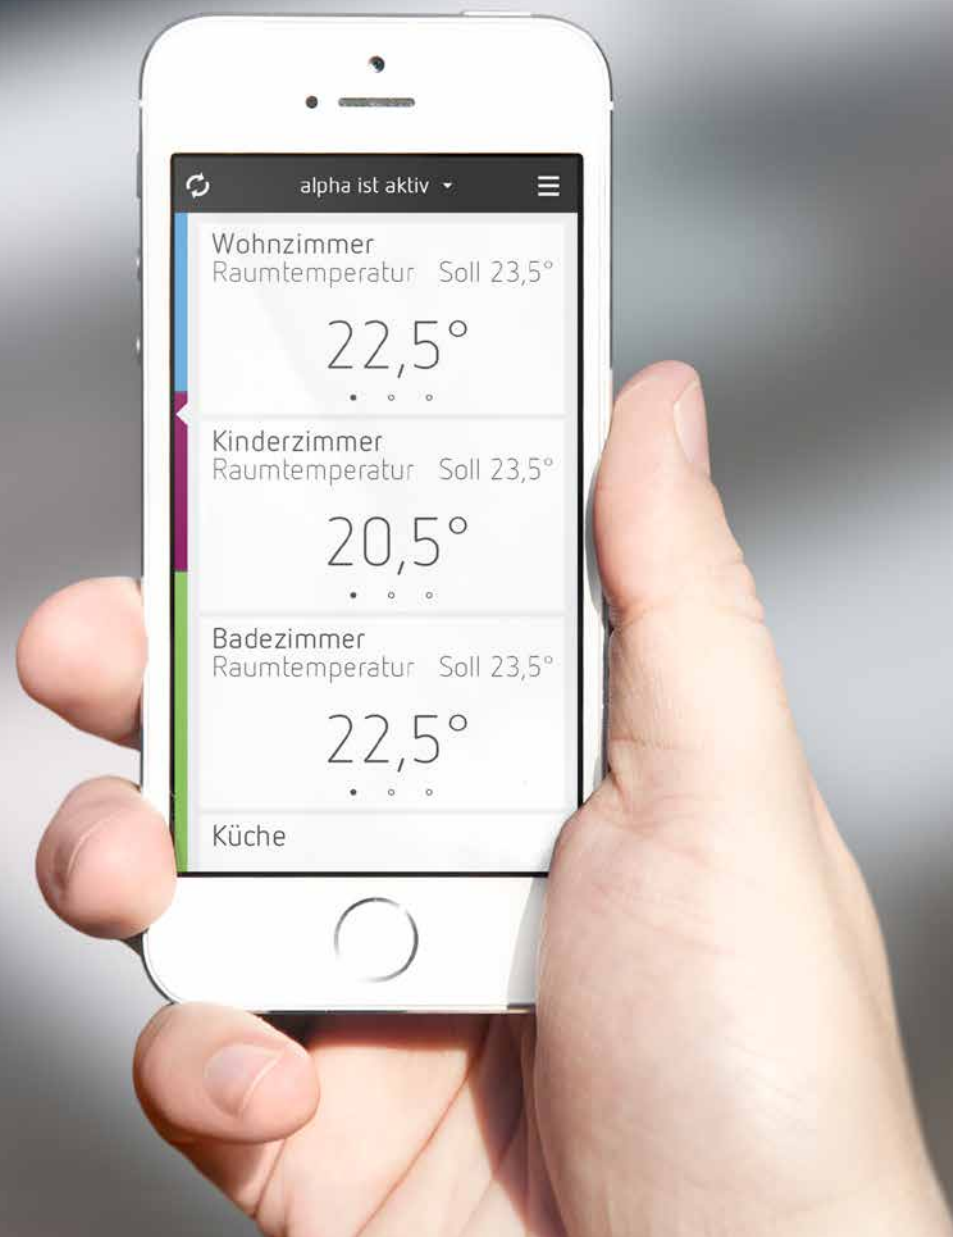 alpha ist aktiv
Wohnzimmer
Raumtemperatur Soll 23,5°
22,5°
Kinderzimmer
Raumtemperatur Soll 23,5°
20,5°
Badezimmer
Raumtemperatur Soll 23,5°
22,5°
Küche